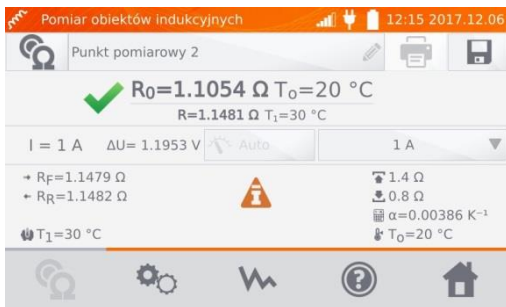 Pomiar obiektów indukcyjnych 12:15 2017.12.06
Punkt pomiarowy 2
R₀=1.1054 Ω T₀=20 °C
R=1.1481 Ω T₁=30 °C
I = 1 A ΔU= 1.1953 V Auto 1 A
RF=1.1479 Ω 1.4 Ω
RR=1.1482 Ω 0.8 Ω
α=0.00386 K⁻¹
T₁=30 °C T₀=20 °C